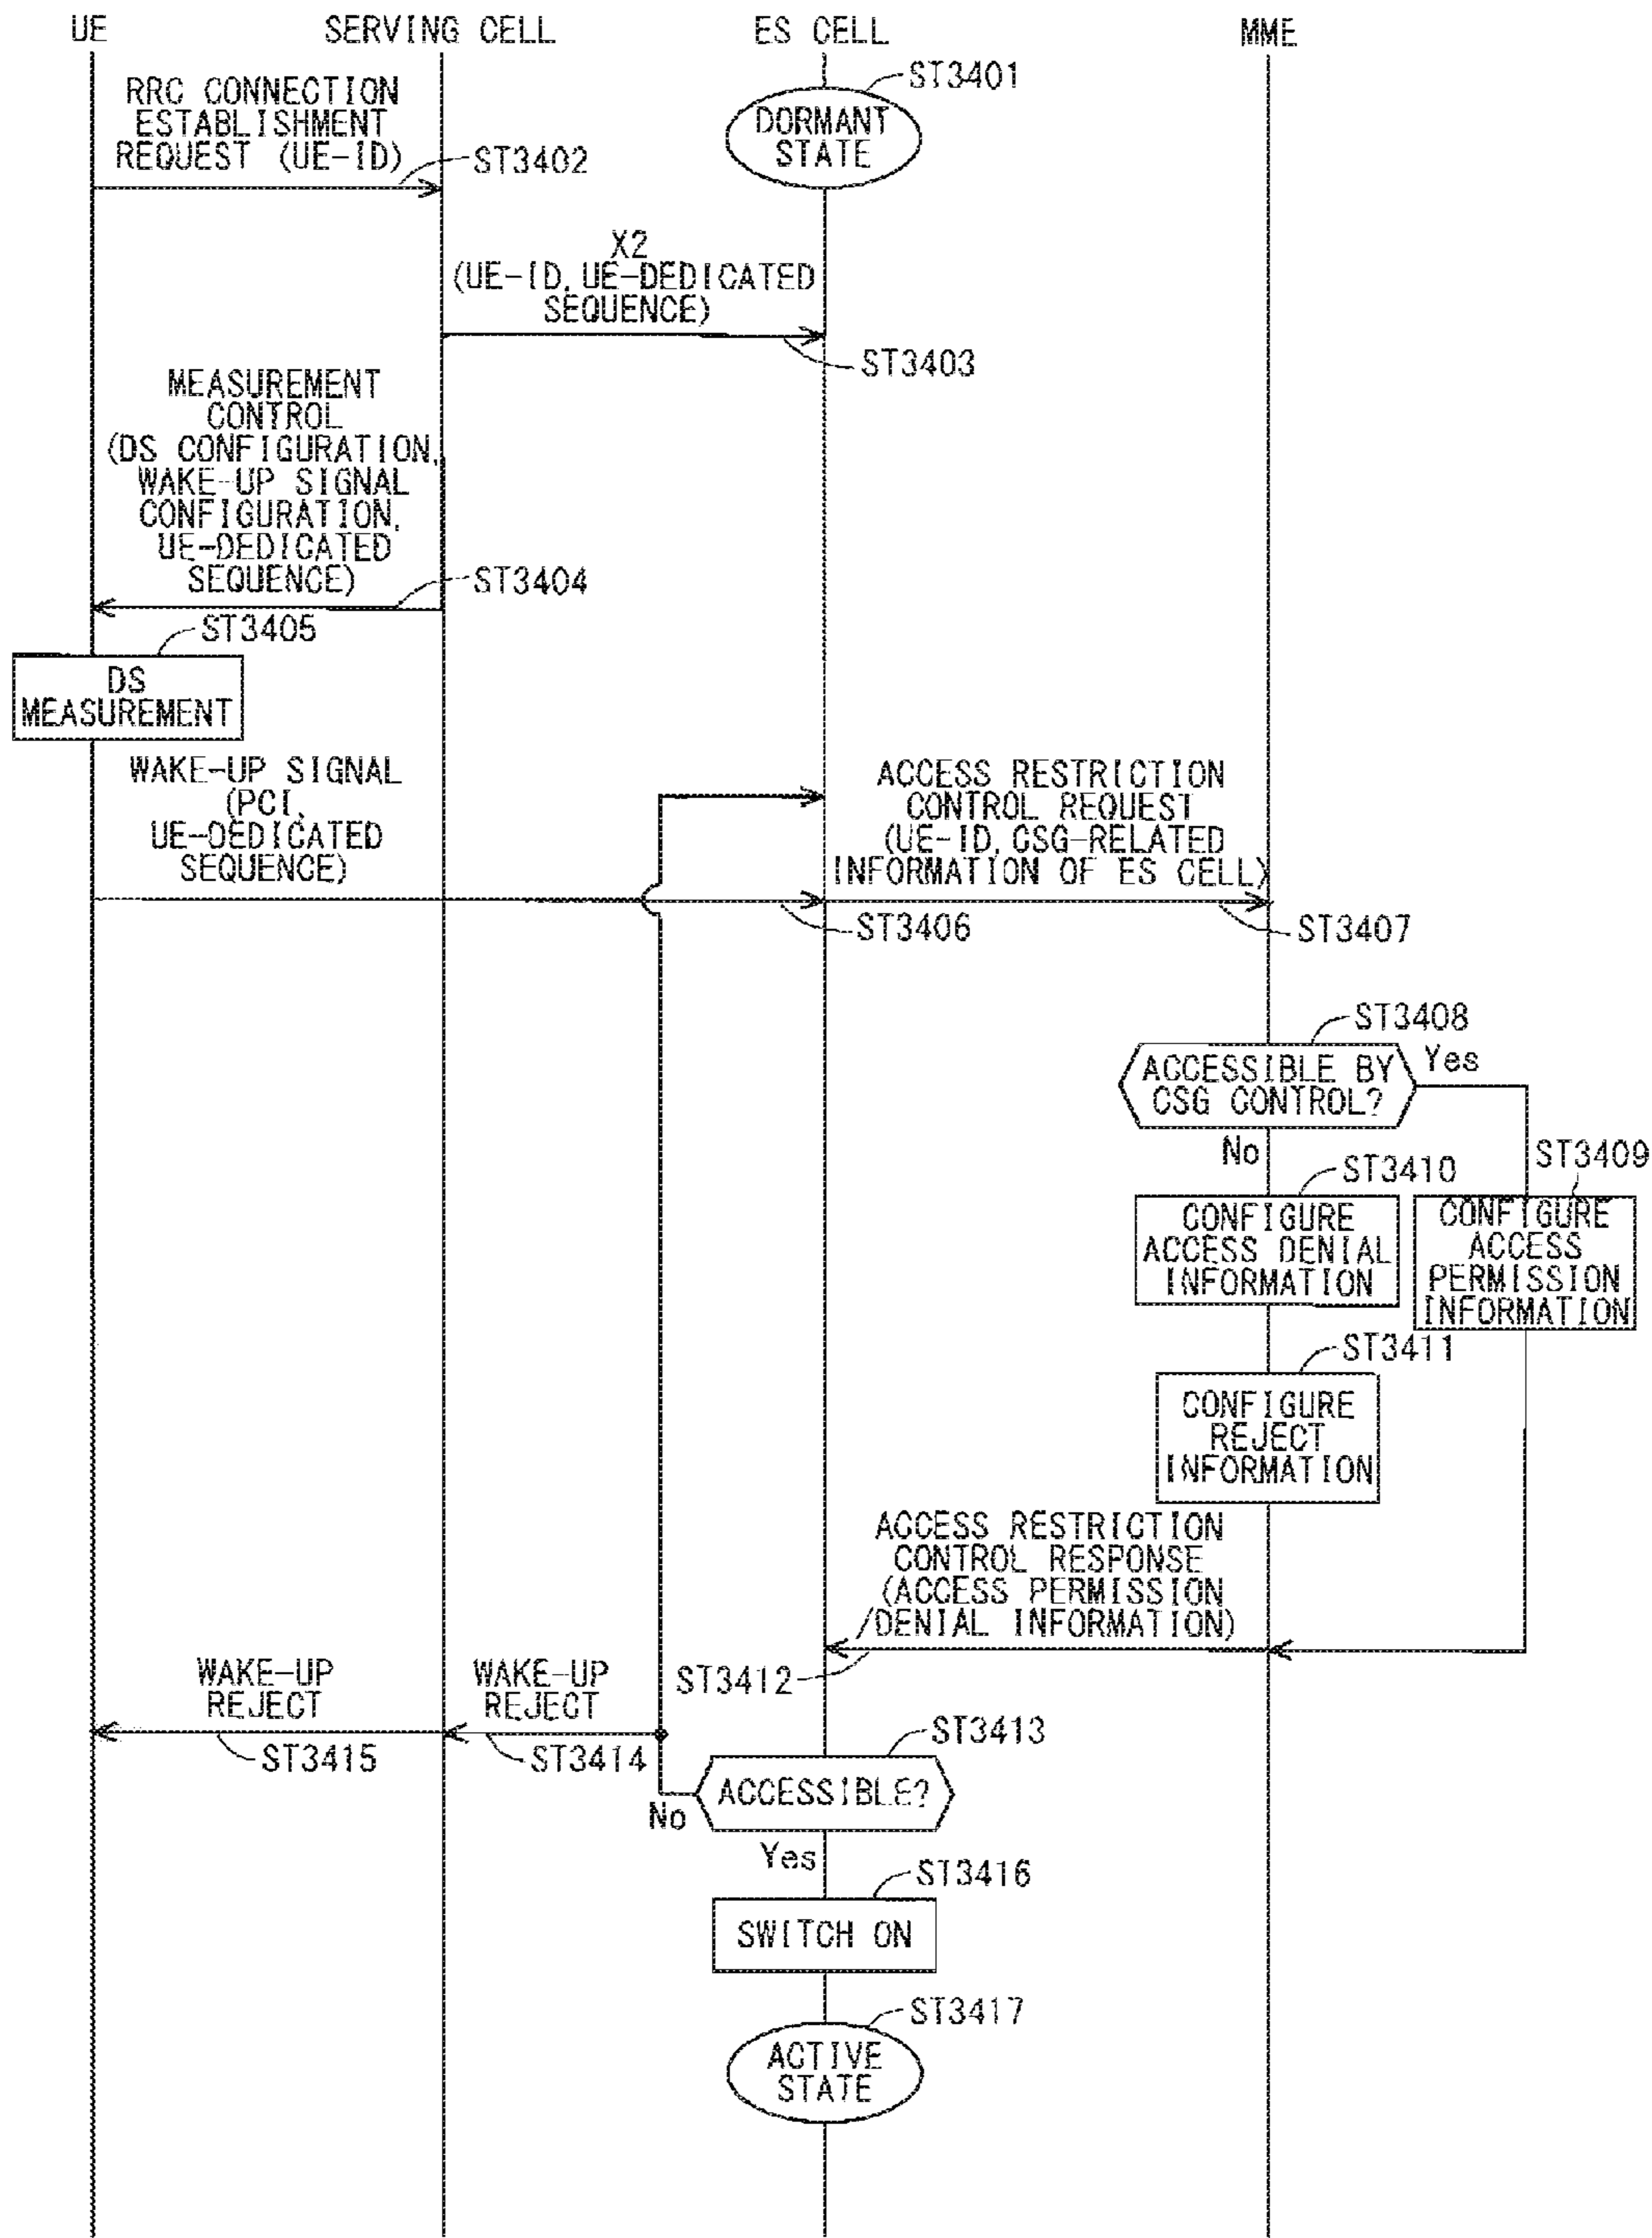 UE
SERVING CELL
ES CELL
MME
ST3401
DORMANT
STATE
RRC CONNECTION
ESTABLISHMENT
REQUEST (UE-ID)
ST3402
X2
(UE-ID, UE-DEDICATED
SEQUENCE)
ST3403
MEASUREMENT
CONTROL
(DS CONFIGURATION,
WAKE-UP SIGNAL
CONFIGURATION,
UE-DEDICATED
SEQUENCE)
ST3404
ST3405
DS
MEASUREMENT
WAKE-UP SIGNAL
(PCI,
UE-DEDICATED
SEQUENCE)
ST3406
ACCESS RESTRICTION
CONTROL REQUEST
(UE-ID, CSG-RELATED
INFORMATION OF ES CELL)
ST3407
ST3408
ACCESSIBLE BY
CSG CONTROL?
Yes
No
ST3409
CONFIGURE
ACCESS
PERMISSION
INFORMATION
ST3410
CONFIGURE
ACCESS DENIAL
INFORMATION
ST3411
CONFIGURE
REJECT
INFORMATION
ACCESS RESTRICTION
CONTROL RESPONSE
(ACCESS PERMISSION
/DENIAL INFORMATION)
ST3412
ST3413
ACCESSIBLE?
No
WAKE-UP
REJECT
ST3414
WAKE-UP
REJECT
ST3415
Yes
ST3416
SWITCH ON
ST3417
ACTIVE
STATE